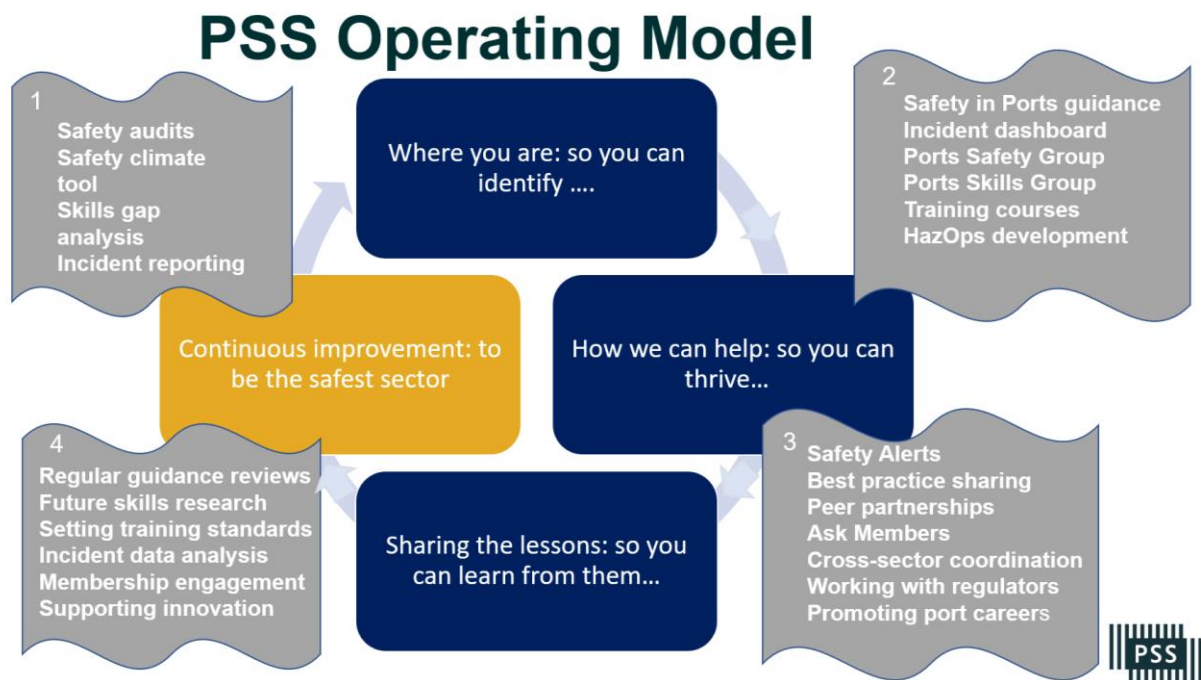 PSS Operating Model
1
Safety audits
Safety climate
tool
Skills gap
analysis
Incident reporting
Where you are: so you can
identify ....
2
Safety in Ports guidance
Incident dashboard
Ports Safety Group
Ports Skills Group
Training courses
HazOps development
Continuous improvement: to
be the safest sector
How we can help: so you can
thrive…
4
Regular guidance reviews
Future skills research
Setting training standards
Incident data analysis
Membership engagement
Supporting innovation
Sharing the lessons: so you
can learn from them…
3
Safety Alerts
Best practice sharing
Peer partnerships
Ask Members
Cross-sector coordination
Working with regulators
Promoting port careers
PSS